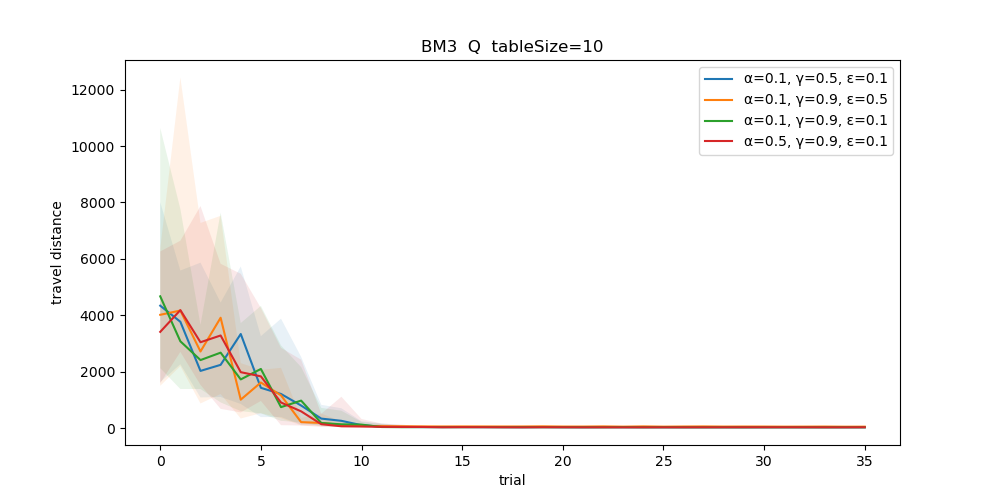 BM3  Q  tableSize=10
α=0.1, γ=0.5, ε=0.1
α=0.1, γ=0.9, ε=0.5
α=0.1, γ=0.9, ε=0.1
α=0.5, γ=0.9, ε=0.1
travel distance
12000
10000
8000
6000
4000
2000
0
0 5 10 15 20 25 30 35
trial